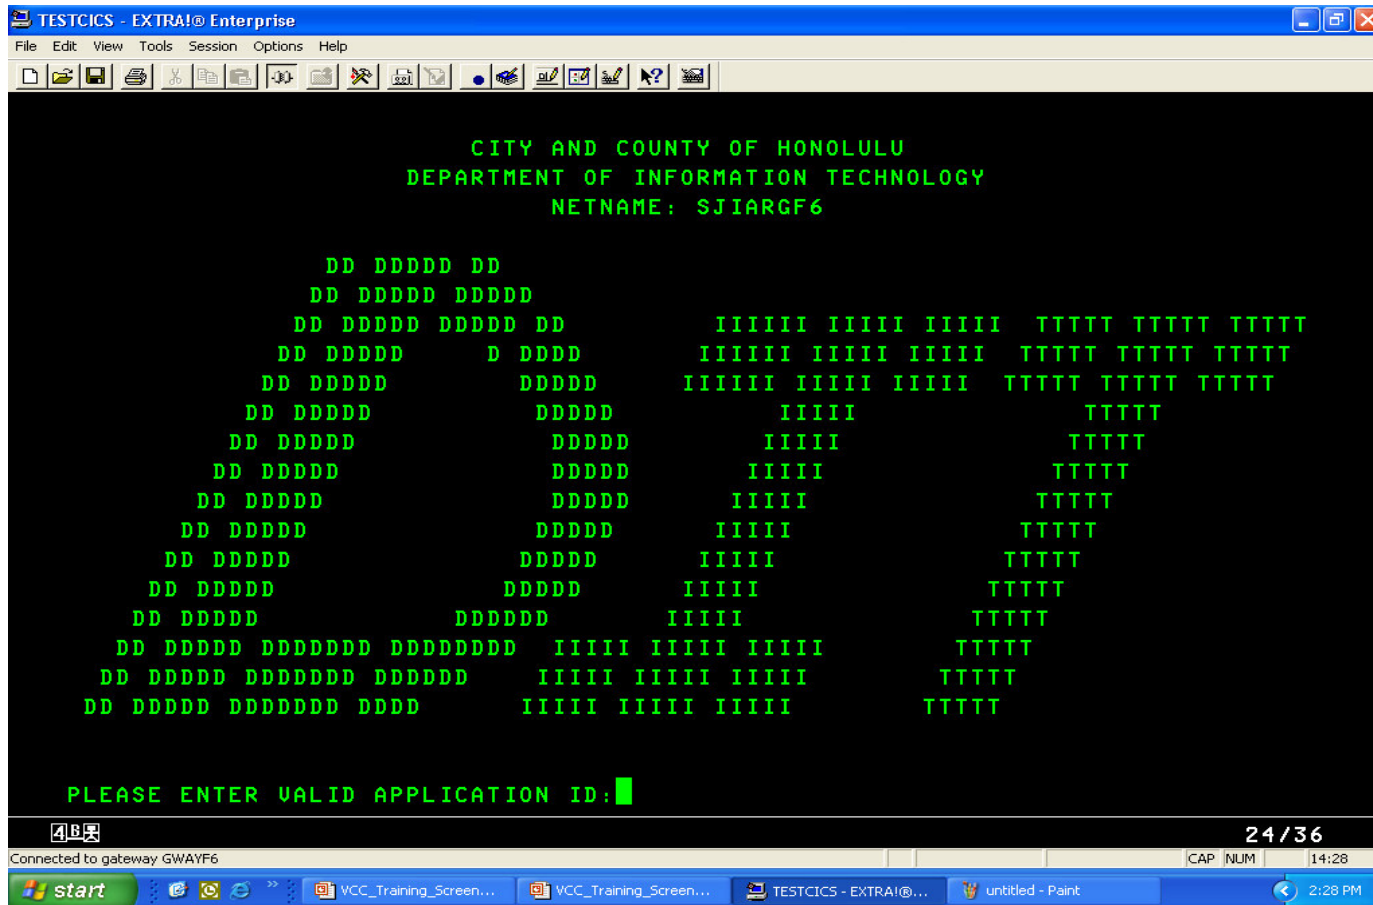 TESTCICS - EXTRA!® Enterprise
File Edit View Tools Session Options Help
CITY AND COUNTY OF HONOLULU
DEPARTMENT OF INFORMATION TECHNOLOGY
NETNAME: SJIARGF6
DD DDDDD DD
DD DDDDD DDDDD
DD DDDDD DDDDD DD IIIIII IIIII IIIII TTTTT TTTTT TTTTT
DD DDDDD D DDDD IIIIII IIIII IIIII TTTTT TTTTT TTTTT
DD DDDDD DDDDD IIIIII IIIII IIIII TTTTT TTTTT TTTTT
DD DDDDD DDDDD IIIII TTTTT
DD DDDDD DDDDD IIIII TTTTT
DD DDDDD DDDDD IIIII TTTTT
DD DDDDD DDDDD IIIII TTTTT
DD DDDDD DDDDD IIIII TTTTT
DD DDDDD DDDDD IIIII TTTTT
DD DDDDD DDDDD IIIII TTTTT
DD DDDDD DDDDDD IIIII TTTTT
DD DDDDD DDDDDDD DDDDDDDD IIIII IIIII IIIII TTTTT
DD DDDDD DDDDDDD DDDDDD IIIII IIIII IIIII TTTTT
DD DDDDD DDDDDDD DDDD IIIII IIIII IIIII TTTTT
PLEASE ENTER VALID APPLICATION ID:
4B 24/36
Connected to gateway GWAYF6 CAP NUM 14:28
start VCC_Training_Screen... VCC_Training_Screen... TESTCICS - EXTRA!®... untitled - Paint 2:28 PM